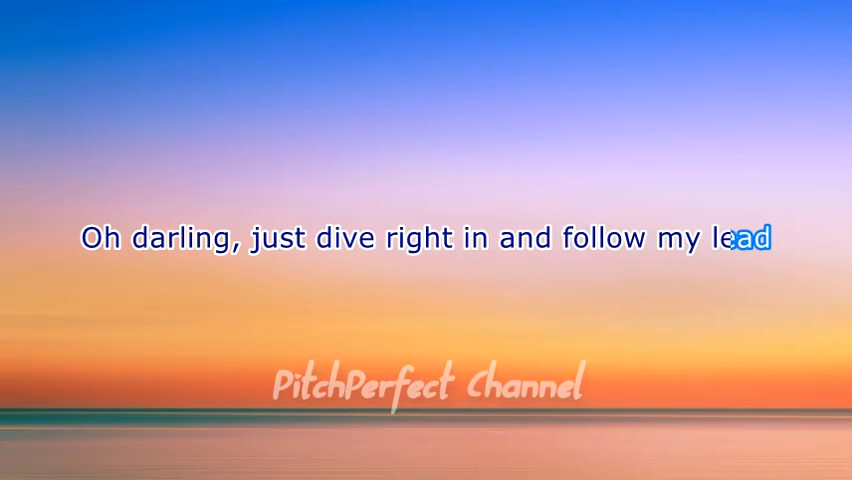 Oh darling, just dive right in and follow my lead
PitchPerfect Channel